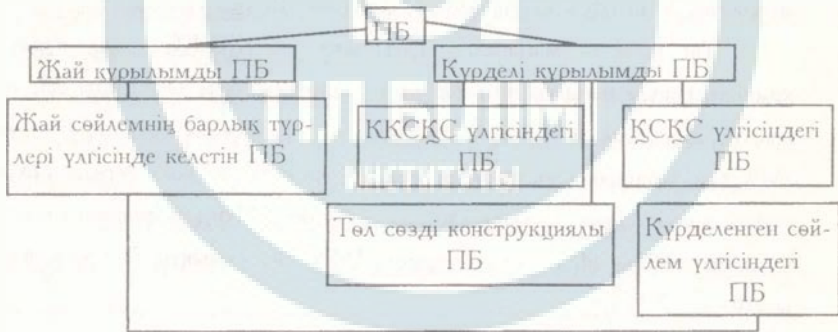 ПБ
Жай құрылымды ПБ
Күрделі құрылымды ПБ
Жай сөйлемнің барлық түр-
лері үлгісінде келетін ПБ
ККСҚС үлгісіндегі
ПБ
ҚСҚС үлгісіндегі
ПБ
Төл сөзді конструкциялы
ПБ
Күрделенген сөй-
лем үлгісіндегі
ПБ
ТІЛ БІЛІМІ
ИНСТИТУТЫ